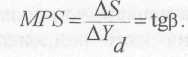 MPS = ΔS/ΔY_d = tgβ.